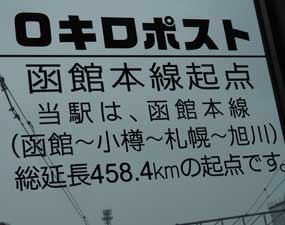 0キロポスト
函館本線起点
当駅は、函館本線
(函館～小樽～札幌～旭川)
総延長458.4kmの起点です。